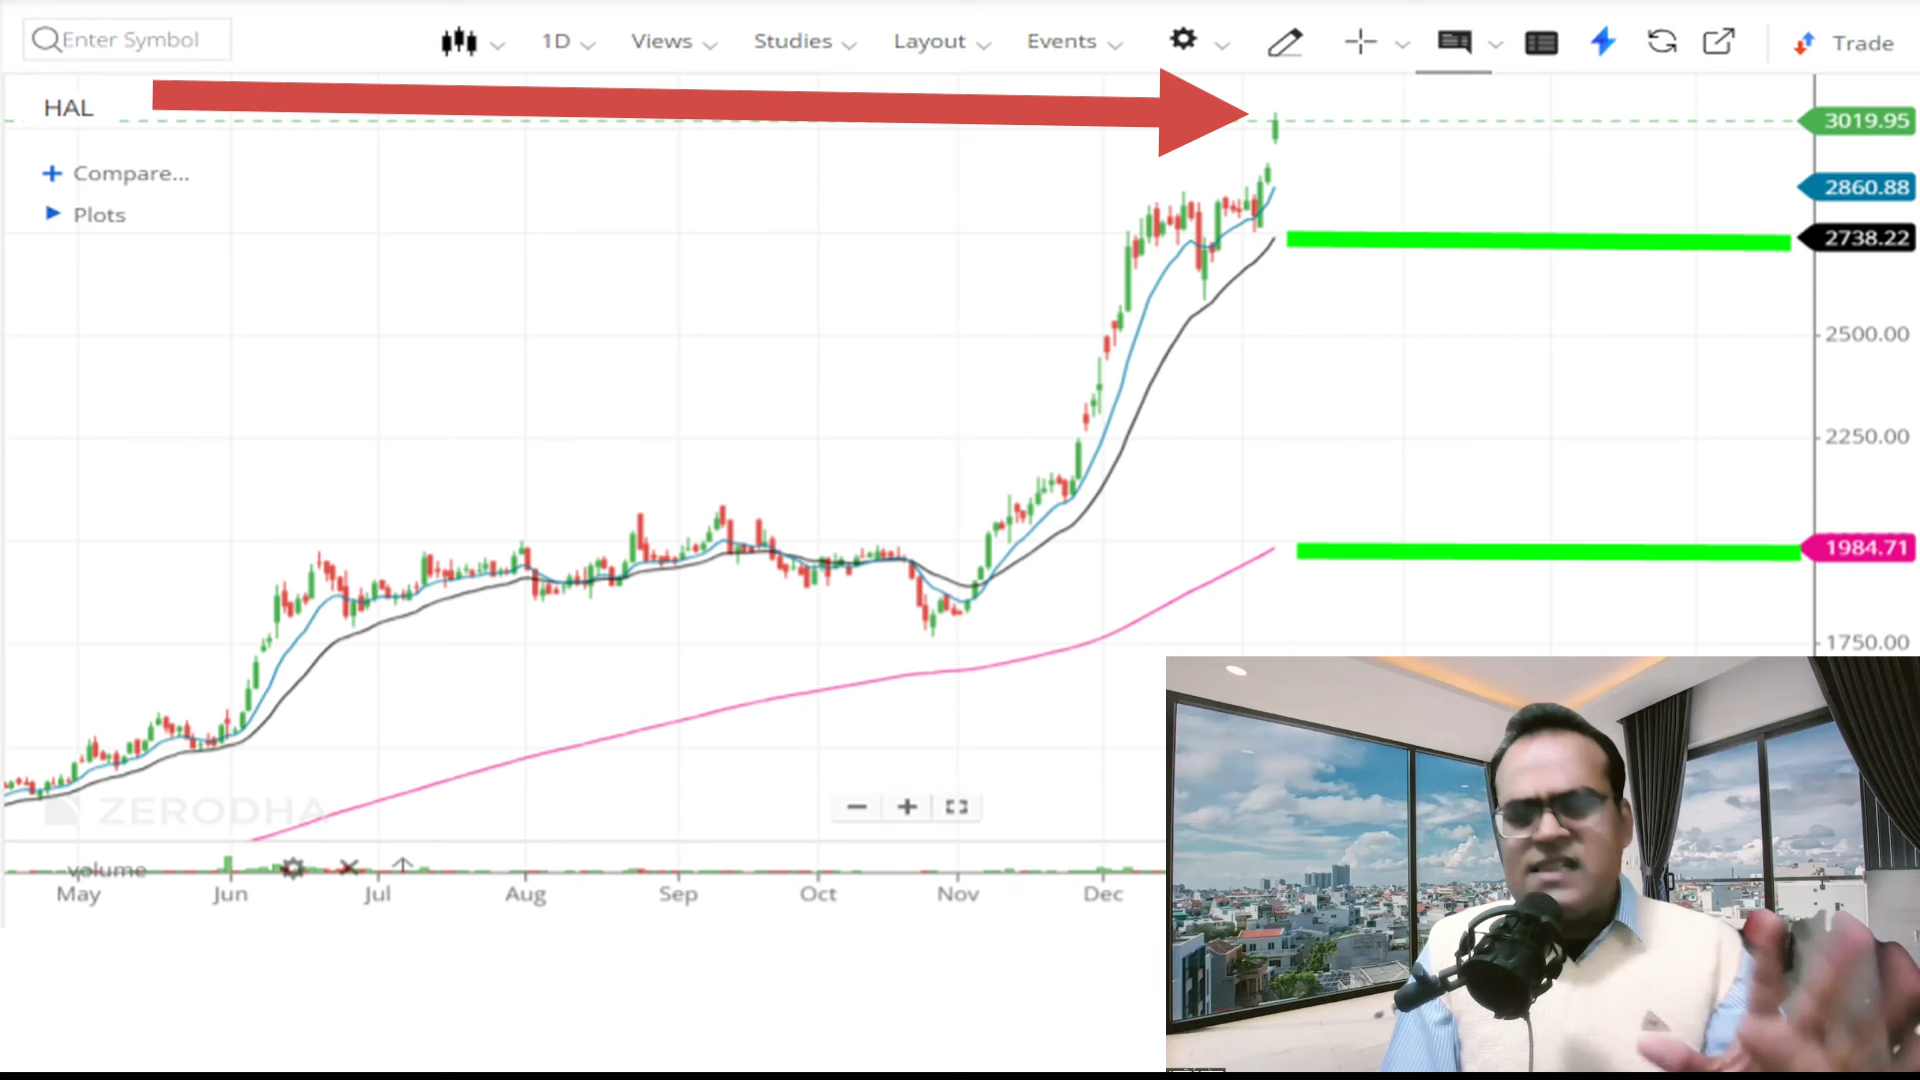 Enter Symbol
1D
Views
Studies
Layout
Events
Trade
HAL
3019.95
Compare...
2860.88
Plots
2738.22
2500.00
2250.00
1984.71
1750.00
ZERODHA
volume
May
Jun
Jul
Aug
Sep
Oct
Nov
Dec